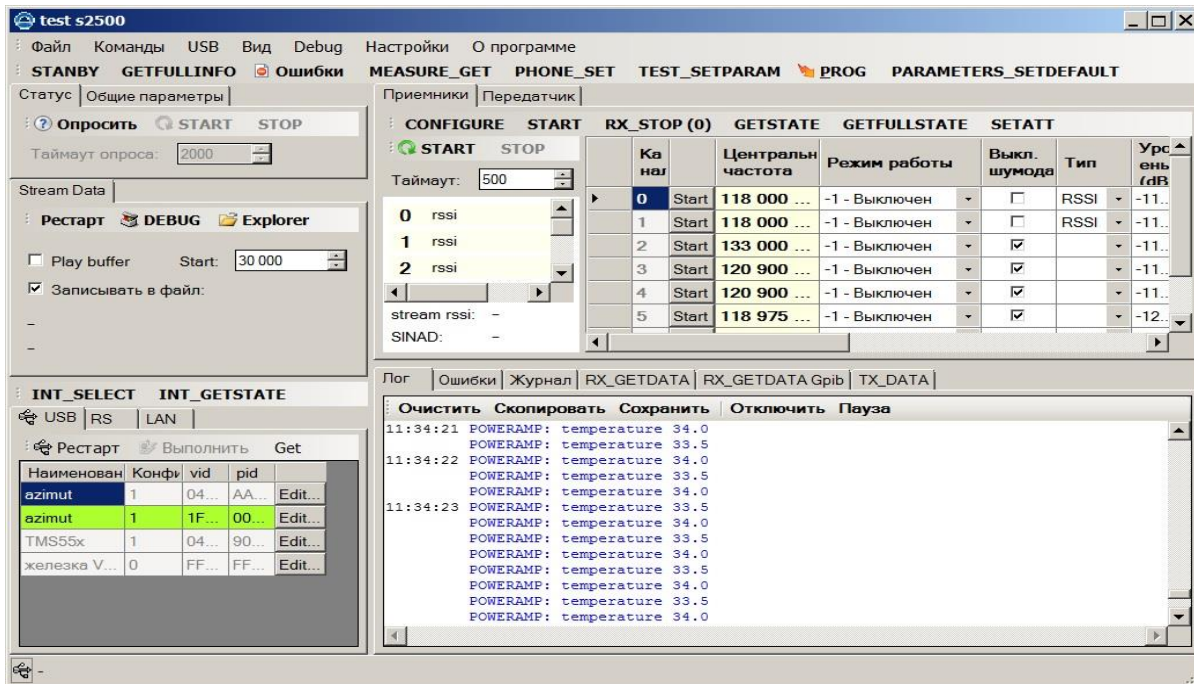 test s2500
Файл Команды USB Вид Debug Настройки О программе
STANBY GETFULLINFO Ошибки MEASURE_GET PHONE_SET TEST_SETPARAM PROG PARAMETERS_SETDEFAULT
Статус Общие параметры
Опросить START STOP
Таймаут опроса: 2000
Stream Data
Рестарт DEBUG Explorer
Play buffer Start: 30 000
Записывать в файл:
-
-
INT_SELECT INT_GETSTATE
USB RS LAN
Рестарт Выполнить Get
Наименован Конфи vid pid
azimut 1 04... AA... Edit...
azimut 1 1F... 00... Edit...
TMS55x 1 04... 90... Edit...
железка V... 0 FF... FF... Edit...
Приемники Передатчик
CONFIGURE START RX_STOP (0) GETSTATE GETFULLSTATE SETATT
START STOP
Таймаут: 500
0 rssi
1 rssi
2 rssi
stream rssi: -
SINAD: -
Ка Центральн Режим работы Выкл. Тип Уро
нал частота шумода ень
(dB
0 Start 118 000 ... -1 - Выключен RSSI -11...
1 Start 118 000 ... -1 - Выключен RSSI -11...
2 Start 133 000 ... -1 - Выключен -11...
3 Start 120 900 ... -1 - Выключен -11...
4 Start 120 900 ... -1 - Выключен -11...
5 Start 118 975 ... -1 - Выключен -12...
Лог Ошибки Журнал RX_GETDATA RX_GETDATA Gpib TX_DATA
Очистить Скопировать Сохранить Отключить Пауза
11:34:21 POWERAMP: temperature 34.0
POWERAMP: temperature 33.5
11:34:22 POWERAMP: temperature 34.0
POWERAMP: temperature 33.5
POWERAMP: temperature 34.0
11:34:23 POWERAMP: temperature 33.5
POWERAMP: temperature 34.0
POWERAMP: temperature 33.5
POWERAMP: temperature 34.0
POWERAMP: temperature 33.5
POWERAMP: temperature 34.0
POWERAMP: temperature 33.5
POWERAMP: temperature 34.0
-